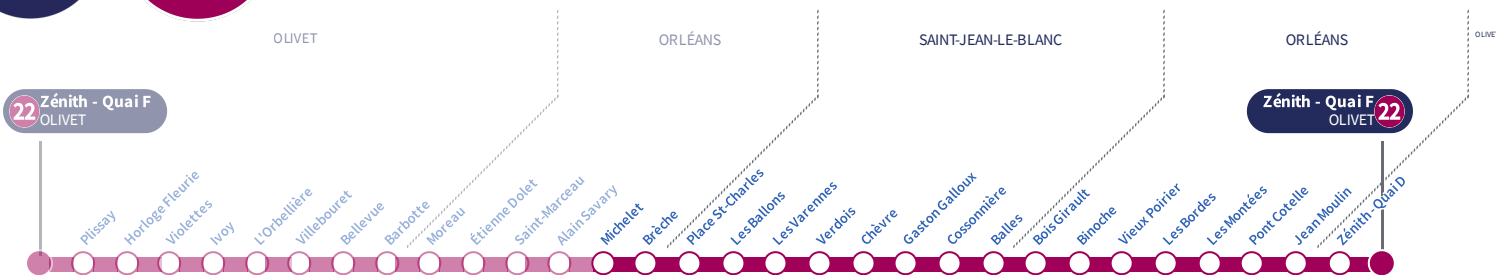 OLIVET
ORLÉANS
SAINT-JEAN-LE-BLANC
ORLÉANS
OLIVE
22 Zénith - Quai F
OLIVET
Zénith - Quai F 22
OLIVET
Plissay
Horloge Fleurie
Violettes
Ivoy
L'Orbellière
Villebouret
Bellevue
Barbotte
Moreau
Étienne Dolet
Saint-Marceau
Alain Savary
Michelet
Brèche
Place St-Charles
Les Ballons
Les Varennes
Verdois
Chèvre
Gaston Galloux
Cossonnière
Balles
Bois Girault
Binoche
Vieux Poirier
Les Bordes
Les Montées
Pont Cotelle
Jean Moulin
Zénith - Quai D